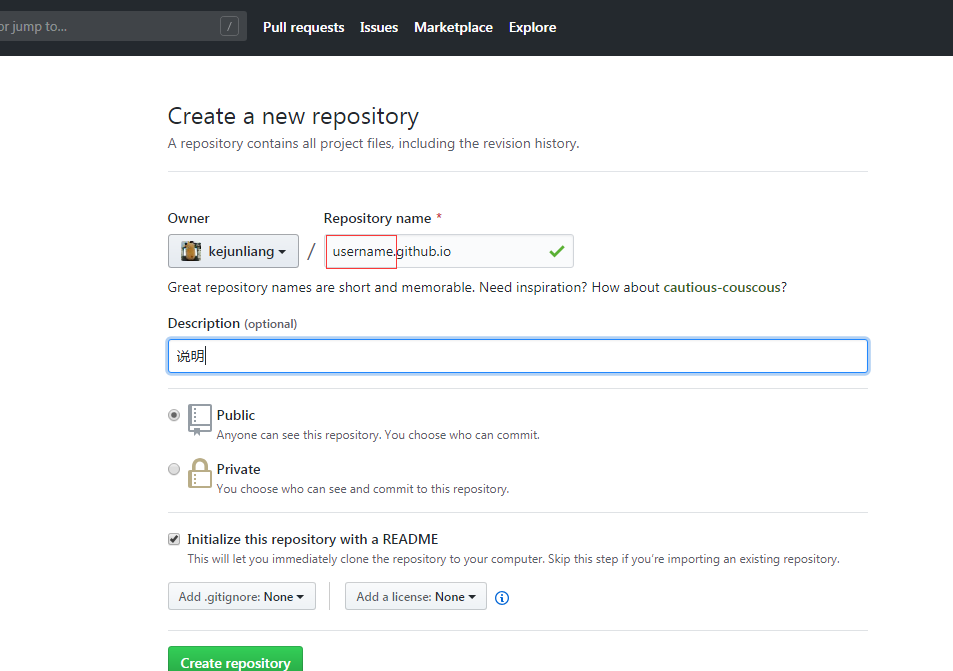 or jump to... /
Pull requests Issues Marketplace Explore
Create a new repository
A repository contains all project files, including the revision history.
Owner Repository name *
kejunliang / username.github.io
Great repository names are short and memorable. Need inspiration? How about cautious-couscous?
Description (optional)
说明
Public
Anyone can see this repository. You choose who can commit.
Private
You choose who can see and commit to this repository.
Initialize this repository with a README
This will let you immediately clone the repository to your computer. Skip this step if you’re importing an existing repository.
Add .gitignore: None Add a license: None
Create repository